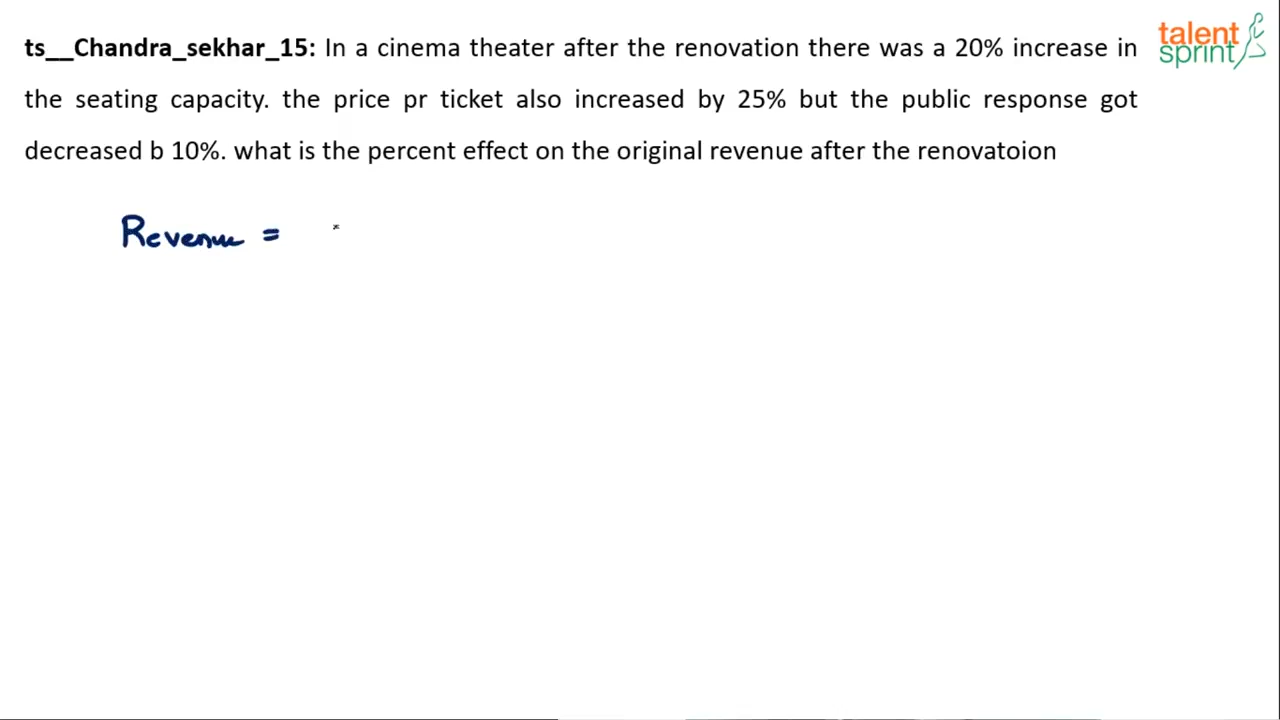 ts__Chandra_sekhar_15: In a cinema theater after the renovation there was a 20% increase in
the seating capacity. the price pr ticket also increased by 25% but the public response got
decreased b 10%. what is the percent effect on the original revenue after the renovatoion
talent
sprint
Revenue =